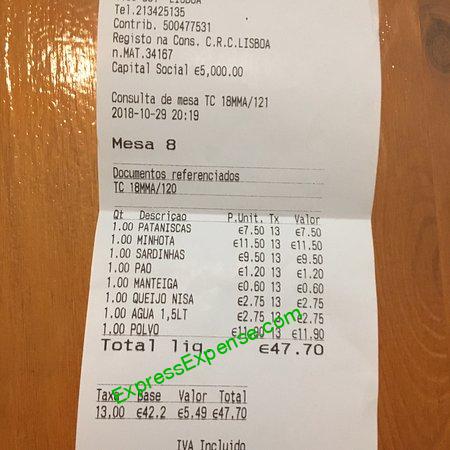 LISBOA
Tel.213425135
Contrib. 500477531
Registo na Cons. C.R.C.LISBOA
n.MAT.34167
Capital Social €5,000.00
Consulta de mesa TC 18MMA/121
2018-10-29 20:19
Mesa 8
Documentos referenciados
TC 18MMA/120
Qt Descriçao P.Unit. Tx Valor
1.00 PATANISCAS €7.50 13 €7.50
1.00 MINHOTA €11.50 13 €11.50
1.00 SARDINHAS €9.50 13 €9.50
1.00 PAO €1.20 13 €1.20
1.00 MANTEIGA €0.60 13 €0.60
1.00 QUEIJO NISA €2.75 13 €2.75
1.00 AGUA 1,5LT €2.75 13 €2.75
1.00 POLVO €11.90 13 €11.90
Total liq €47.70
Taxa Base Valor Total
13.00 €42.2 €5.49 €47.70
IVA Incluido
ExpressExpense.com